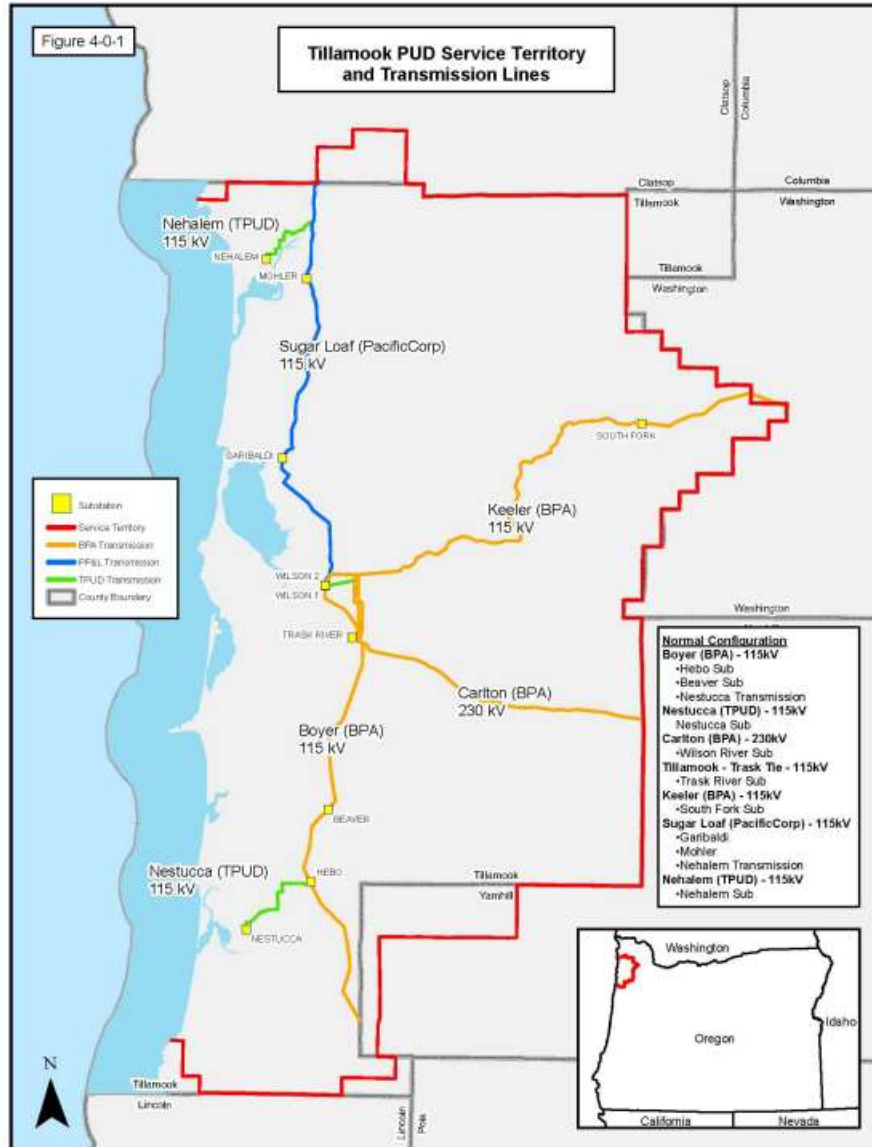 Figure 4-0-1
Tillamook PUD Service Territory
and Transmission Lines
Clatsop
Columbia
Clatsop
Columbia
Tillamook
Washington
Nehalem (TPUD)
115 kV
NEHALEM
MOHLER
Tillamook
Washington
Sugar Loaf (PacificCorp)
115 kV
SOUTH FORK
GARIBALDI
Keeler (BPA)
115 kV
Substation
Service Territory
BPA Transmission
PP&L Transmission
TPUD Transmission
County Boundary
WILSON 2
WILSON 1
TRASK RIVER
Washington
Carlton (BPA)
230 kV
Boyer (BPA)
115 kV
BEAVER
Normal Configuration
Boyer (BPA) - 115kV
•Hebo Sub
•Beaver Sub
•Nestucca Transmission
Nestucca (TPUD) - 115kV
Nestucca Sub
Carlton (BPA) - 230kV
•Wilson River Sub
Tillamook - Trask Tie - 115kV
•Trask River Sub
Keeler (BPA) - 115kV
•South Fork Sub
Sugar Loaf (PacificCorp) - 115kV
•Garibaldi
•Mohler
•Nehalem Transmission
Nehalem (TPUD) - 115kV
•Nehalem Sub
Nestucca (TPUD)
115 kV
HEBO
NESTUCCA
Tillamook
Yamhill
Washington
Oregon
Idaho
California
Nevada
N
Tillamook
Lincoln
Lincoln
Polk